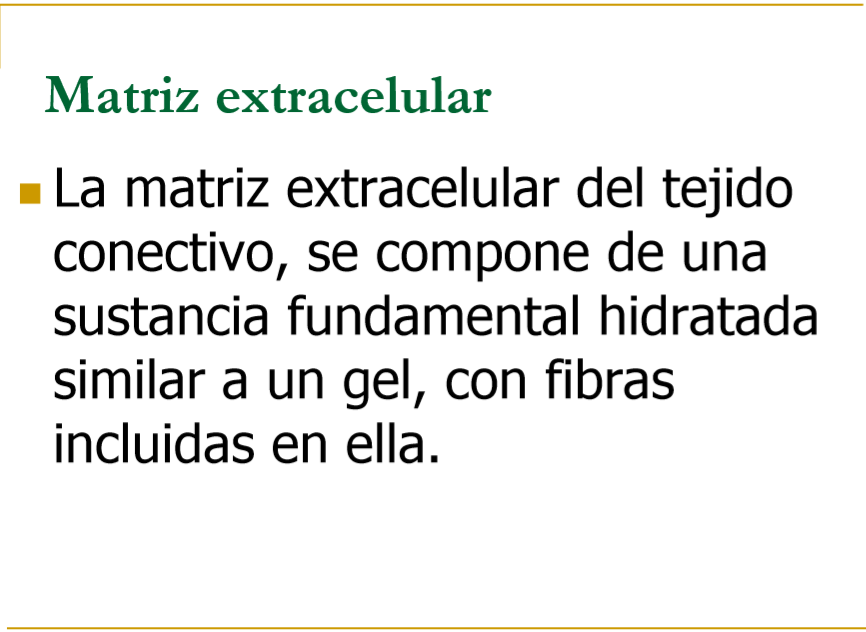 Matriz extracelular
La matriz extracelular del tejido
conectivo, se compone de una
sustancia fundamental hidratada
similar a un gel, con fibras
incluidas en ella.